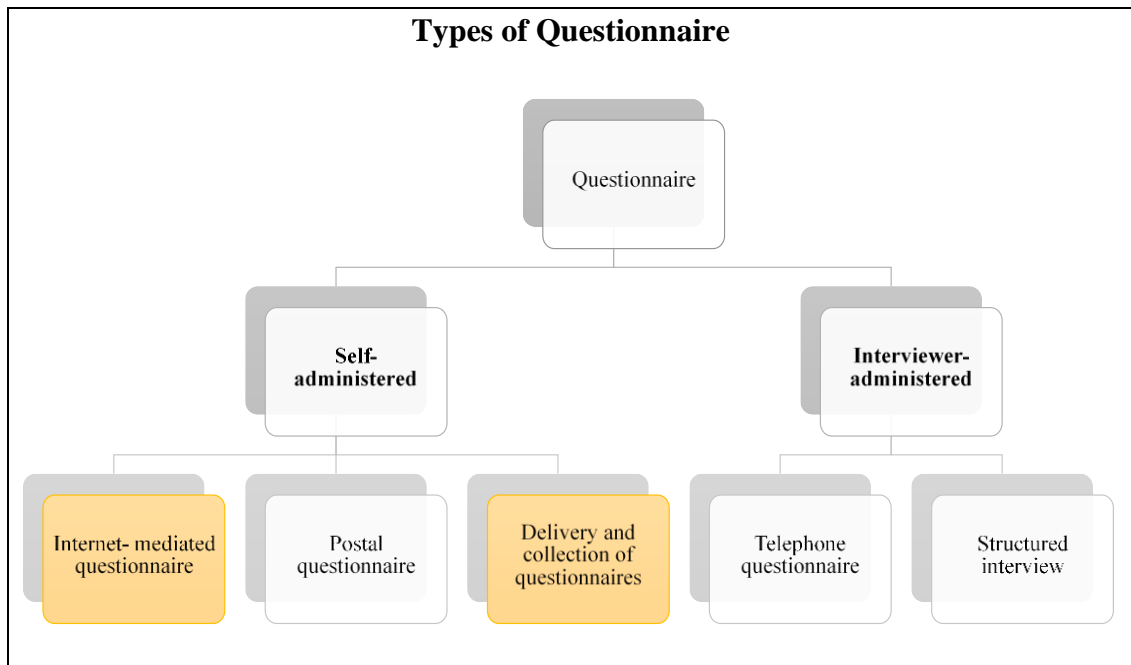 Types of Questionnaire
Questionnaire
Self-
administered
Interviewer-
administered
Internet- mediated
questionnaire
Postal
questionnaire
Delivery and
collection of
questionnaires
Telephone
questionnaire
Structured
interview